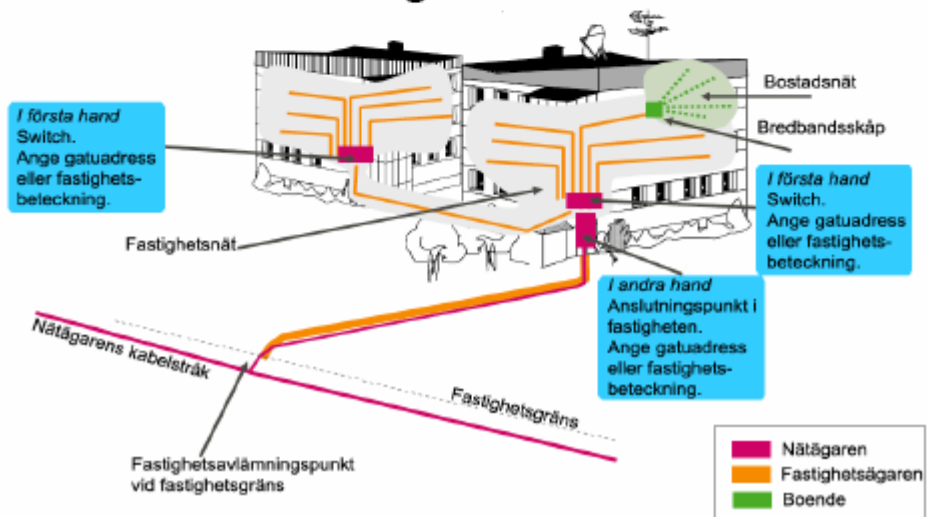 Bostadsnät
Bredbandsskåp
I första hand
Switch.
Ange gatuadress
eller fastighets-
beteckning.
I första hand
Switch.
Ange gatuadress
eller fastighets-
beteckning.
Fastighetsnät
I andra hand
Anslutningspunkt i
fastigheten.
Ange gatuadress
eller fastighets-
beteckning.
Nätägarens kabelstråk
Fastighetsgräns
Fastighetsavlämningspunkt
vid fastighetsgräns
Nätägaren
Fastighetsägaren
Boende